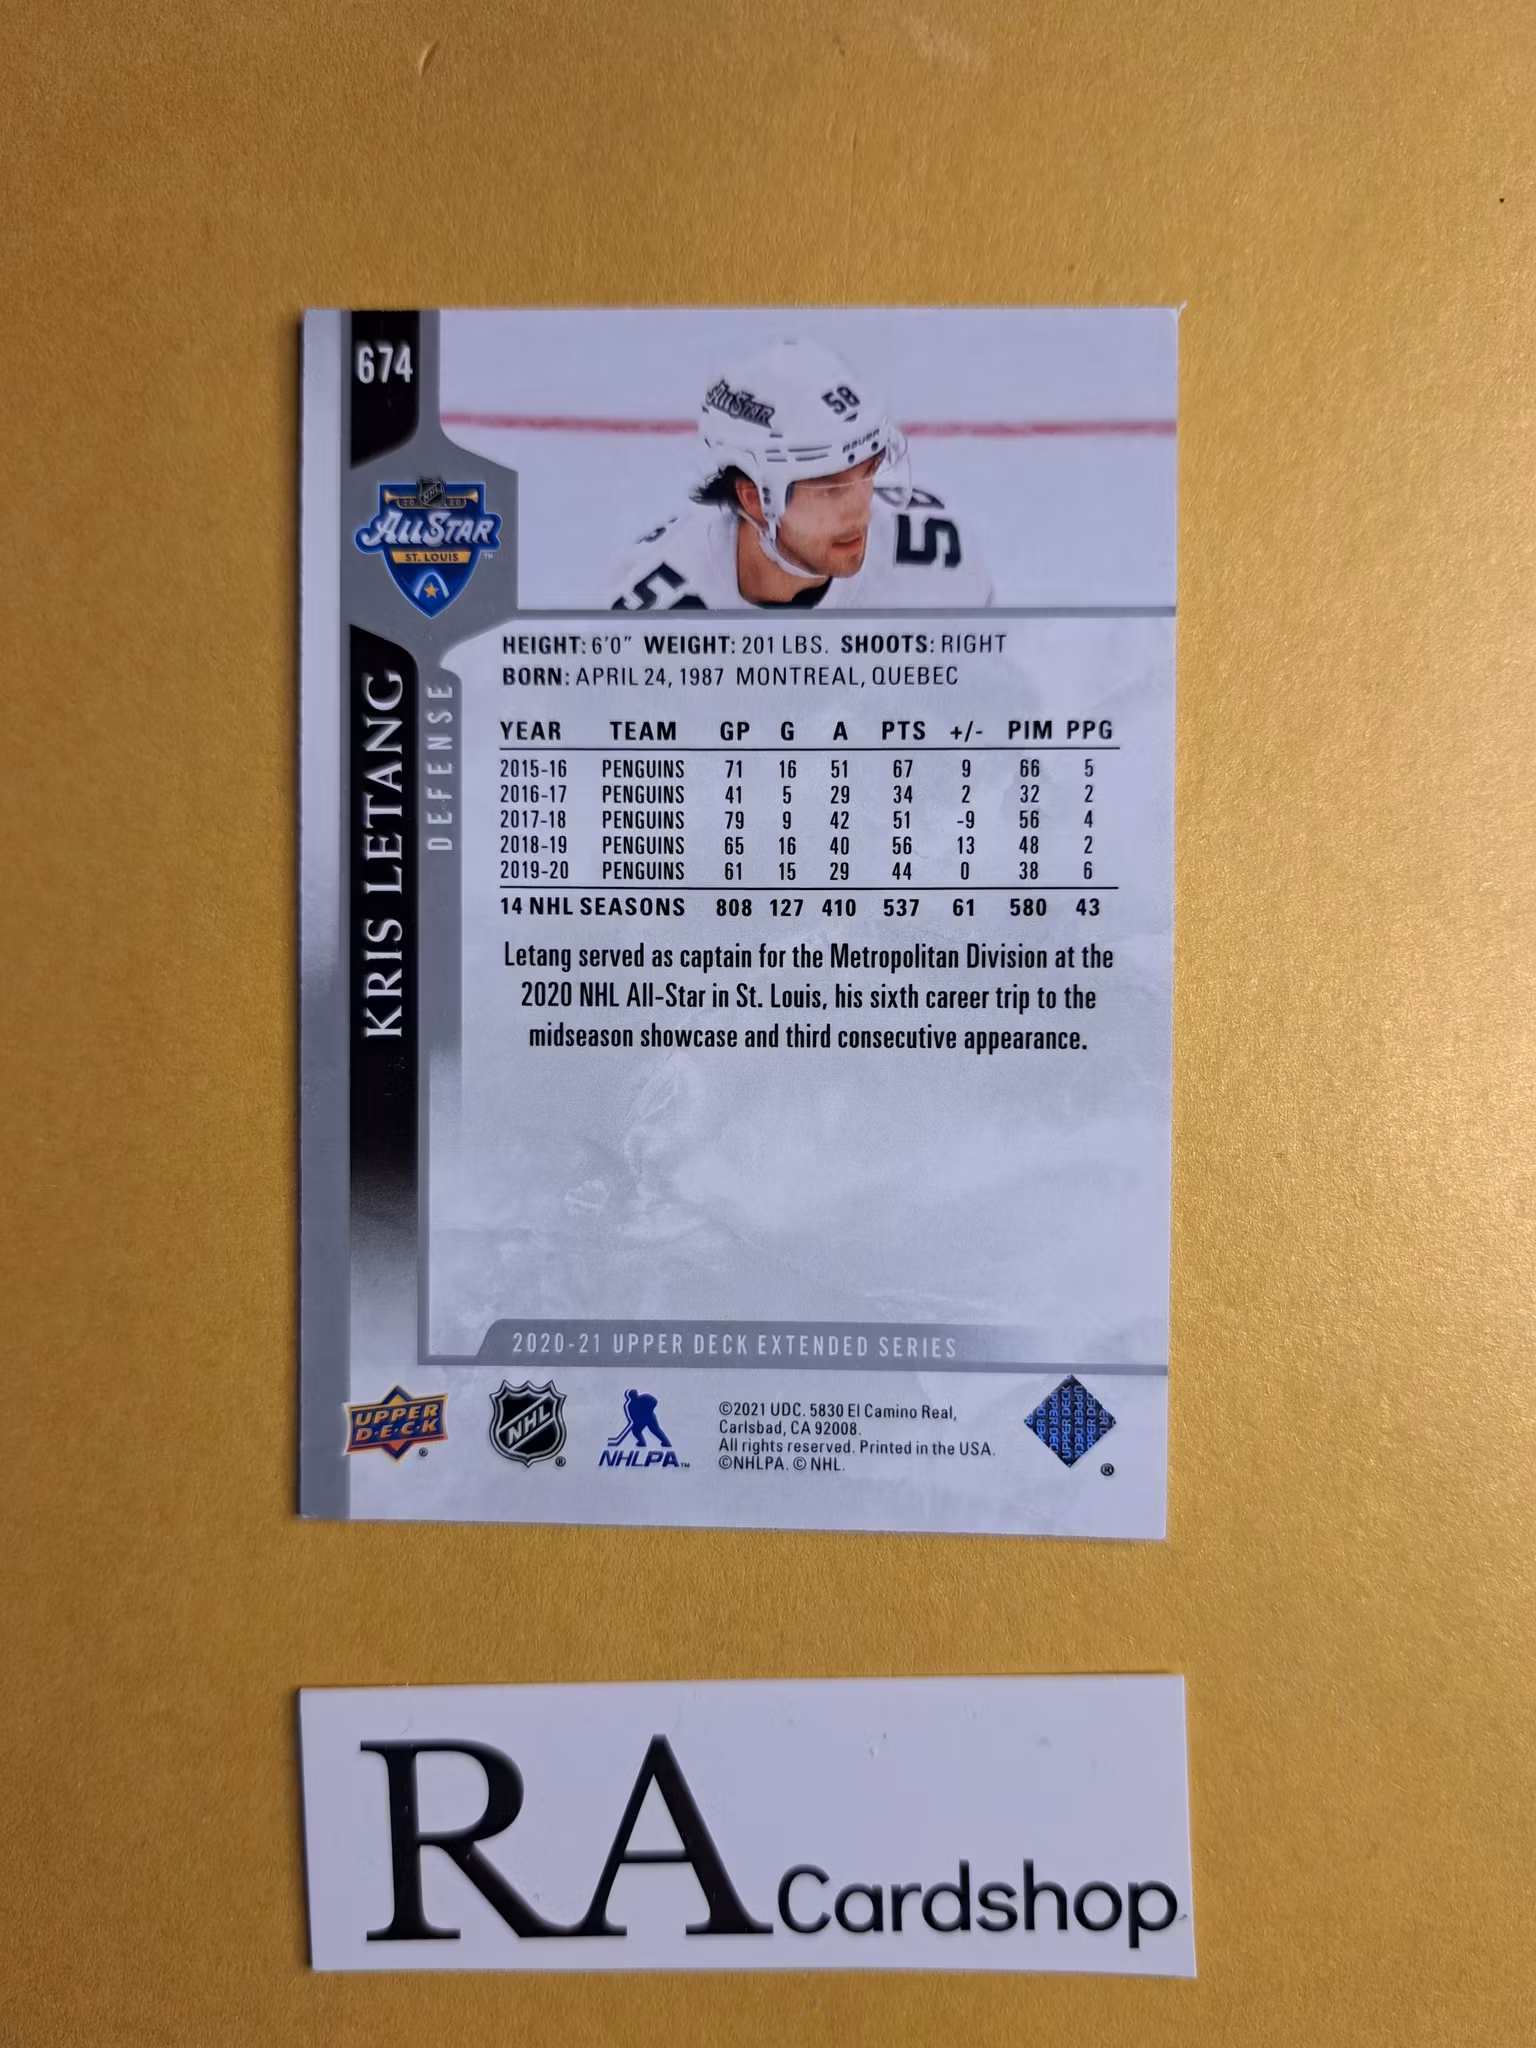 674
AllStar
58
BAUER
58
58
NHL
2020
AllStar
ST. LOUIS
™
KRIS LETANG
DEFENSE
HEIGHT: 6'0" WEIGHT: 201 LBS. SHOOTS: RIGHT
BORN: APRIL 24, 1987 MONTREAL, QUEBEC
YEAR TEAM GP G A PTS +/- PIM PPG
2015-16 PENGUINS 71 16 51 67 9 66 5
2016-17 PENGUINS 41 5 29 34 2 32 2
2017-18 PENGUINS 79 9 42 51 -9 56 4
2018-19 PENGUINS 65 16 40 56 13 48 2
2019-20 PENGUINS 61 15 29 44 0 38 6
14 NHL SEASONS 808 127 410 537 61 580 43
Letang served as captain for the Metropolitan Division at the
2020 NHL All-Star in St. Louis, his sixth career trip to the
midseason showcase and third consecutive appearance.
2020-21 UPPER DECK EXTENDED SERIES
UPPER
D·E·C·K
®
NHL
®
NHLPA™
©2021 UDC. 5830 El Camino Real,
Carlsbad, CA 92008.
All rights reserved. Printed in the USA.
©NHLPA. © NHL.
UPPER DECK
®
RA Cardshop